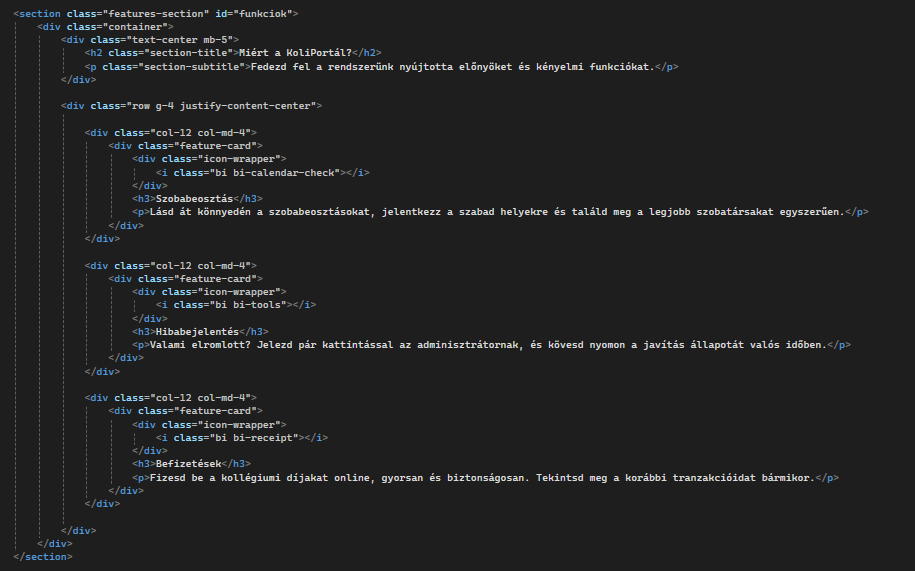 <section class="features-section" id="funkciok">
<div class="container">
<div class="text-center mb-5">
<h2 class="section-title">Miért a KoliPortál?</h2>
<p class="section-subtitle">Fedezd fel a rendszerünk nyújtotta előnyöket és kényelmi funkciókat.</p>
</div>
<div class="row g-4 justify-content-center">
<div class="col-12 col-md-4">
<div class="feature-card">
<div class="icon-wrapper">
<i class="bi bi-calendar-check"></i>
</div>
<h3>Szobabeosztás</h3>
<p>Lásd át könnyedén a szobabeosztásokat, jelentkezz a szabad helyekre és találd meg a legjobb szobatársakat egyszerűen.</p>
</div>
</div>
<div class="col-12 col-md-4">
<div class="feature-card">
<div class="icon-wrapper">
<i class="bi bi-tools"></i>
</div>
<h3>Hibabejelentés</h3>
<p>Valami elromlott? Jelezd pár kattintással az adminisztrátornak, és kövesd nyomon a javítás állapotát valós időben.</p>
</div>
</div>
<div class="col-12 col-md-4">
<div class="feature-card">
<div class="icon-wrapper">
<i class="bi bi-receipt"></i>
</div>
<h3>Befizetések</h3>
<p>Fizesd be a kollégiumi díjakat online, gyorsan és biztonságosan. Tekintsd meg a korábbi tranzakcióidat bármikor.</p>
</div>
</div>
</div>
</div>
</section>